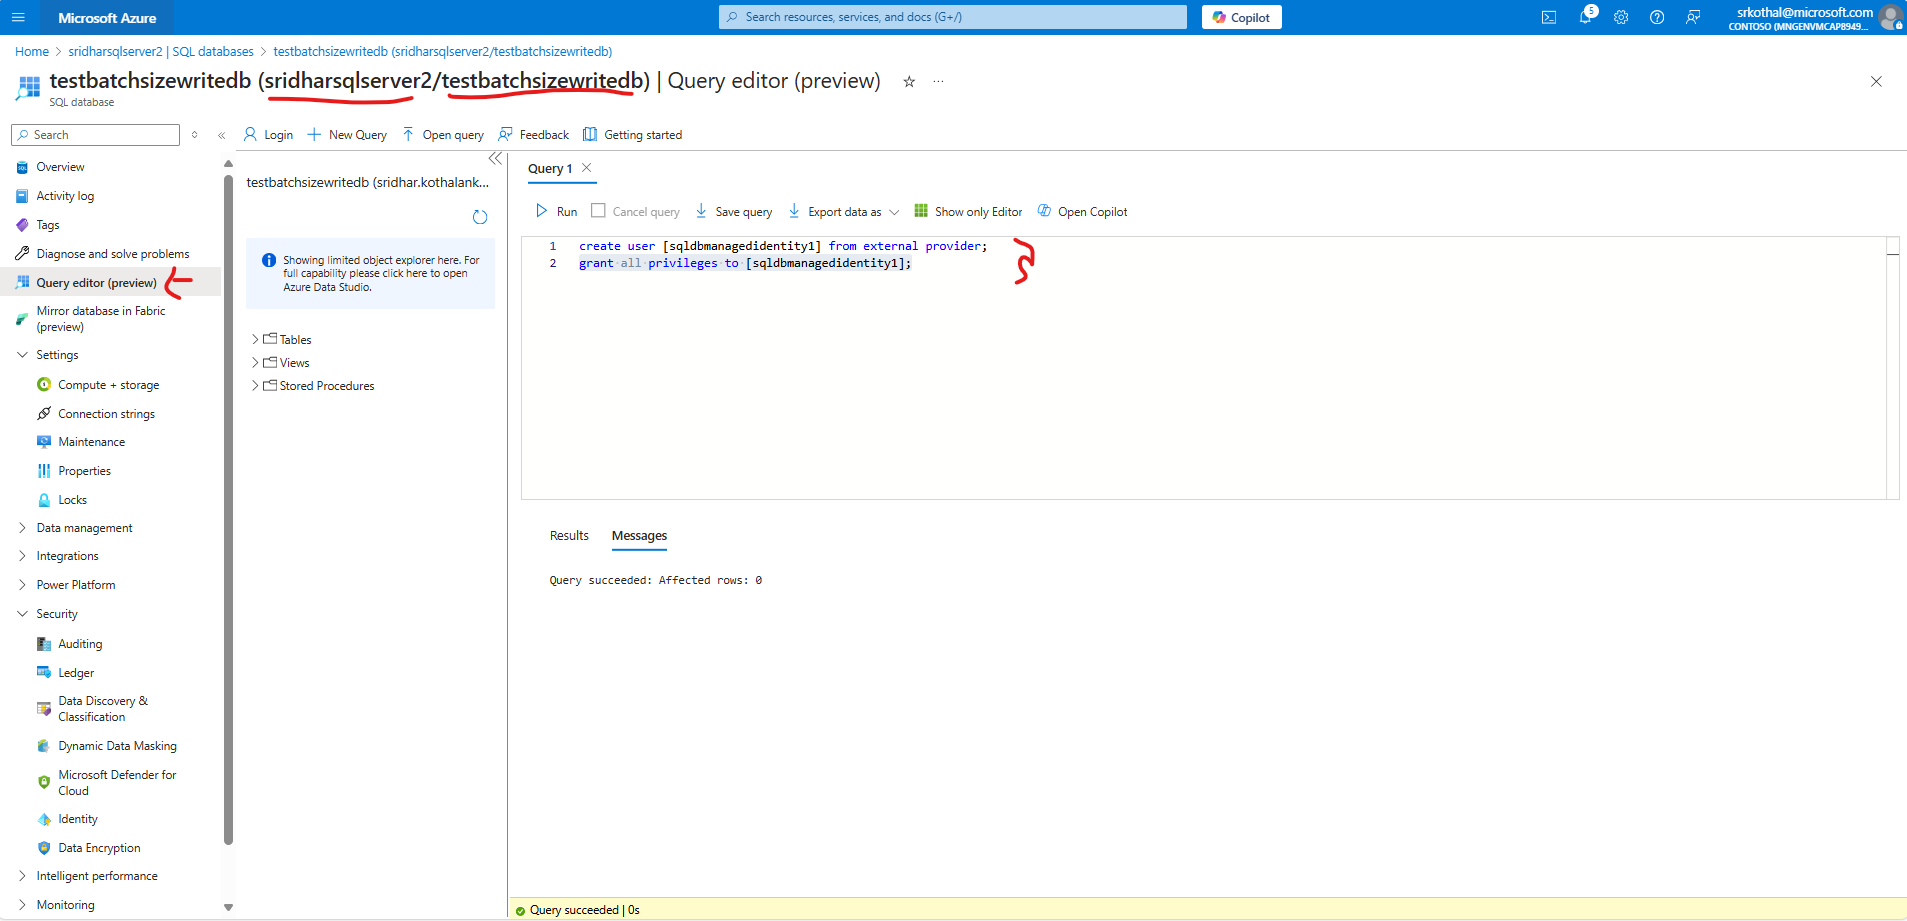 Microsoft Azure
Search resources, services, and docs (G+/)
Copilot
5
srkothal@microsoft.com
CONTOSO (MNGENVMCAP8949...
Home > sridharsqlserver2 | SQL databases > testbatchsizewritedb (sridharsqlserver2/testbatchsizewritedb)
testbatchsizewritedb (sridharsqlserver2/testbatchsizewritedb) | Query editor (preview)
SQL database
Search
Login
New Query
Open query
Feedback
Getting started
Overview
Activity log
Tags
Diagnose and solve problems
Query editor (preview)
Mirror database in Fabric
(preview)
Settings
Compute + storage
Connection strings
Maintenance
Properties
Locks
Data management
Integrations
Power Platform
Security
Auditing
Ledger
Data Discovery &
Classification
Dynamic Data Masking
Microsoft Defender for
Cloud
Identity
Data Encryption
Intelligent performance
Monitoring
testbatchsizewritedb (sridhar.kothalank...
Showing limited object explorer here. For
full capability please click here to open
Azure Data Studio.
Tables
Views
Stored Procedures
Query 1
Run
Cancel query
Save query
Export data as
Show only Editor
Open Copilot
1 create user [sqldbmanagedidentity1] from external provider;
2 grant all privileges to [sqldbmanagedidentity1];
Results
Messages
Query succeeded: Affected rows: 0
Query succeeded | 0s